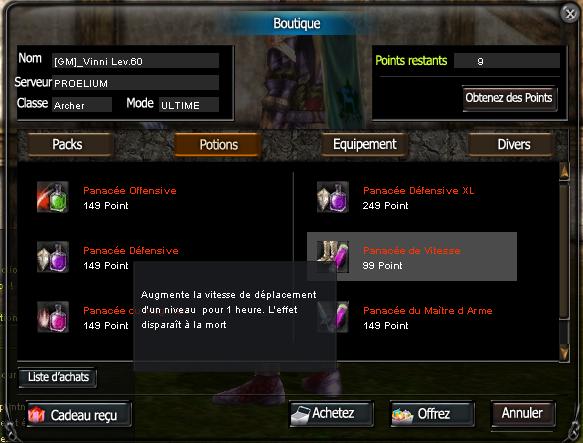 Boutique
Nom [GM]_Vinni Lev.60
Serveur PROELIUM
Classe Archer Mode ULTIME
Points restants 9
Obtenez des Points
Packs Potions Equipement Divers
Panacée Offensive
149 Point
Panacée Défensive XL
249 Point
Panacée Défensive
149 Point
Panacée de Vitesse
99 Point
Augmente la vitesse de déplacement
d'un niveau pour 1 heure. L'effet
disparaît à la mort
Panacée
149 Point
Panacée du Maître d Arme
149 Point
Liste d'achats
Cadeau reçu Achetez Offrez Annuler